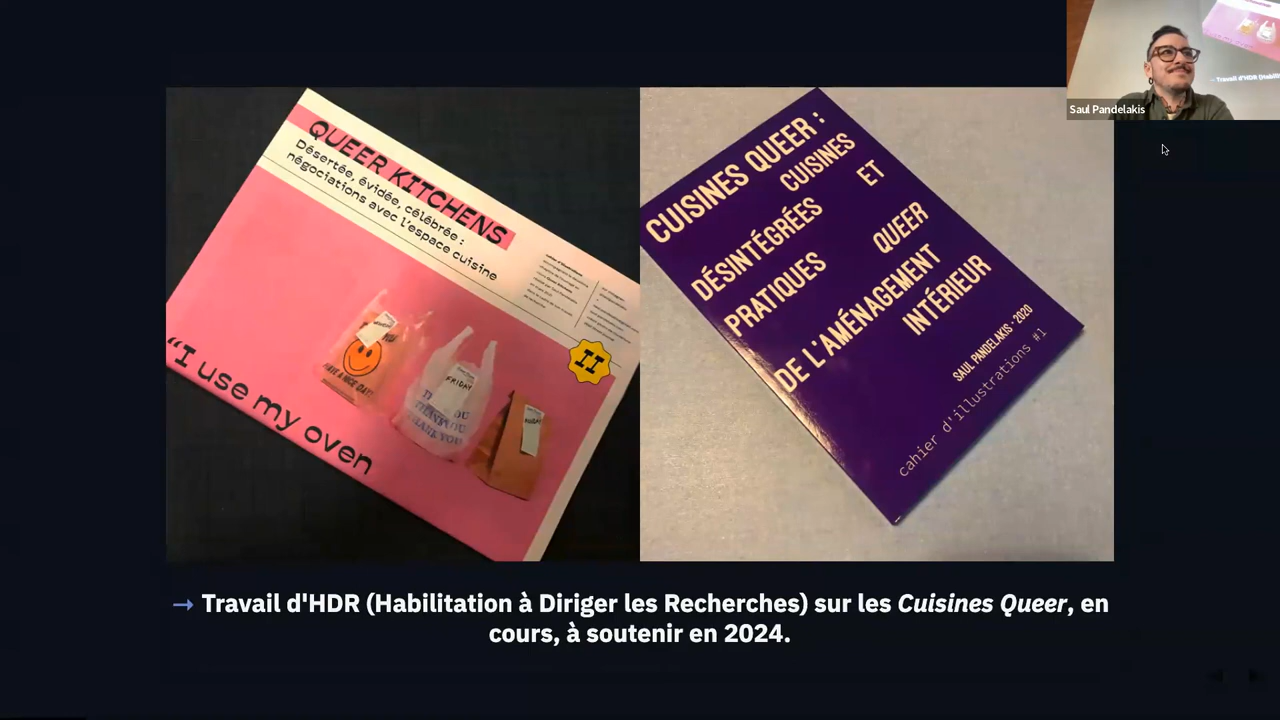 QUEER KITCHENS
Désertée, évidée, célébrée :
négociations avec l'espace cuisine
II
HAVE A NICE DAY!
FRIDAY
THANK YOU
THANK YOU
"I use my oven
CUISINES QUEER :
CUISINES
ET
DÉSINTÉGRÉES
QUEER
PRATIQUES
DE L'AMÉNAGEMENT
INTÉRIEUR
SAUL PANDELAKIS · 2020
cahier d'illustrations #1
Saul Pandelakis
→ Travail d'HDR (Habilitation à Diriger les Recherches) sur les Cuisines Queer, en
cours, à soutenir en 2024.